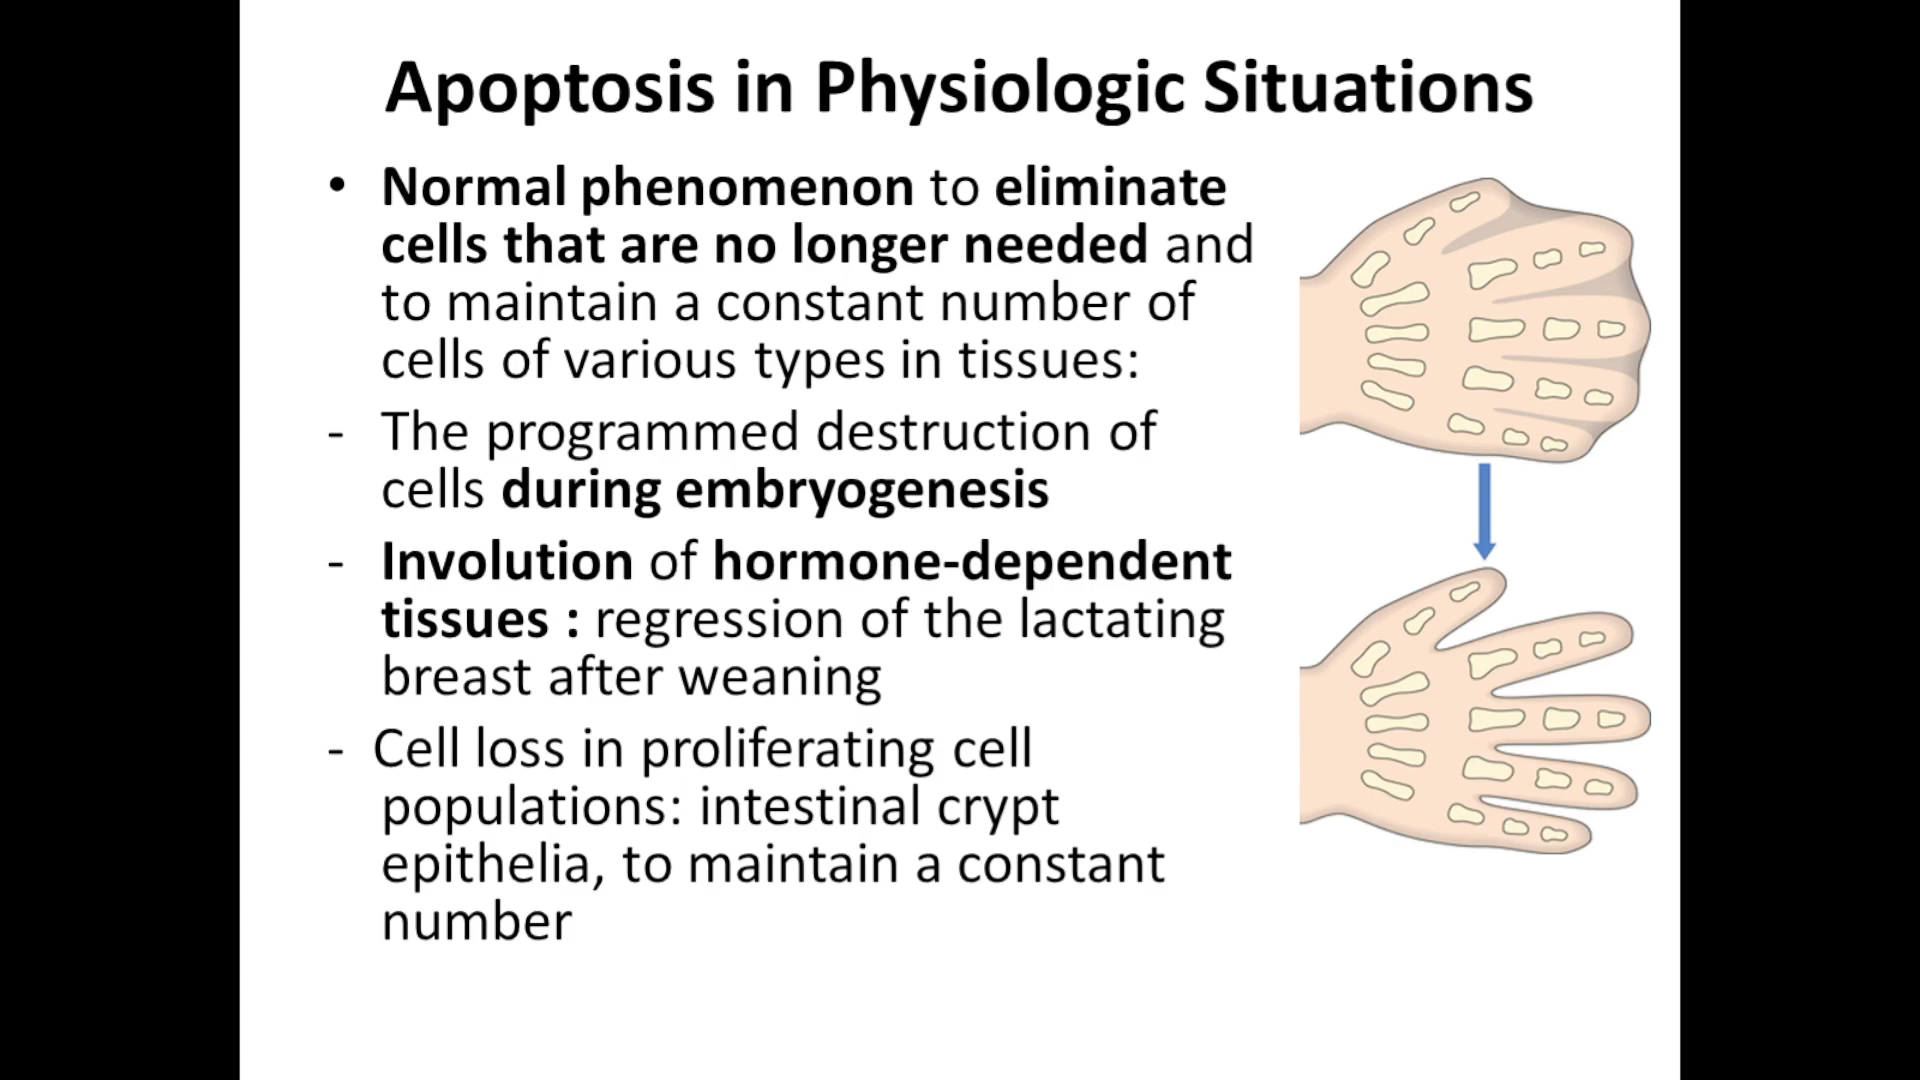 Apoptosis in Physiologic Situations
• Normal phenomenon to eliminate
cells that are no longer needed and
to maintain a constant number of
cells of various types in tissues:
- The programmed destruction of
cells during embryogenesis
- Involution of hormone-dependent
tissues : regression of the lactating
breast after weaning
- Cell loss in proliferating cell
populations: intestinal crypt
epithelia, to maintain a constant
number